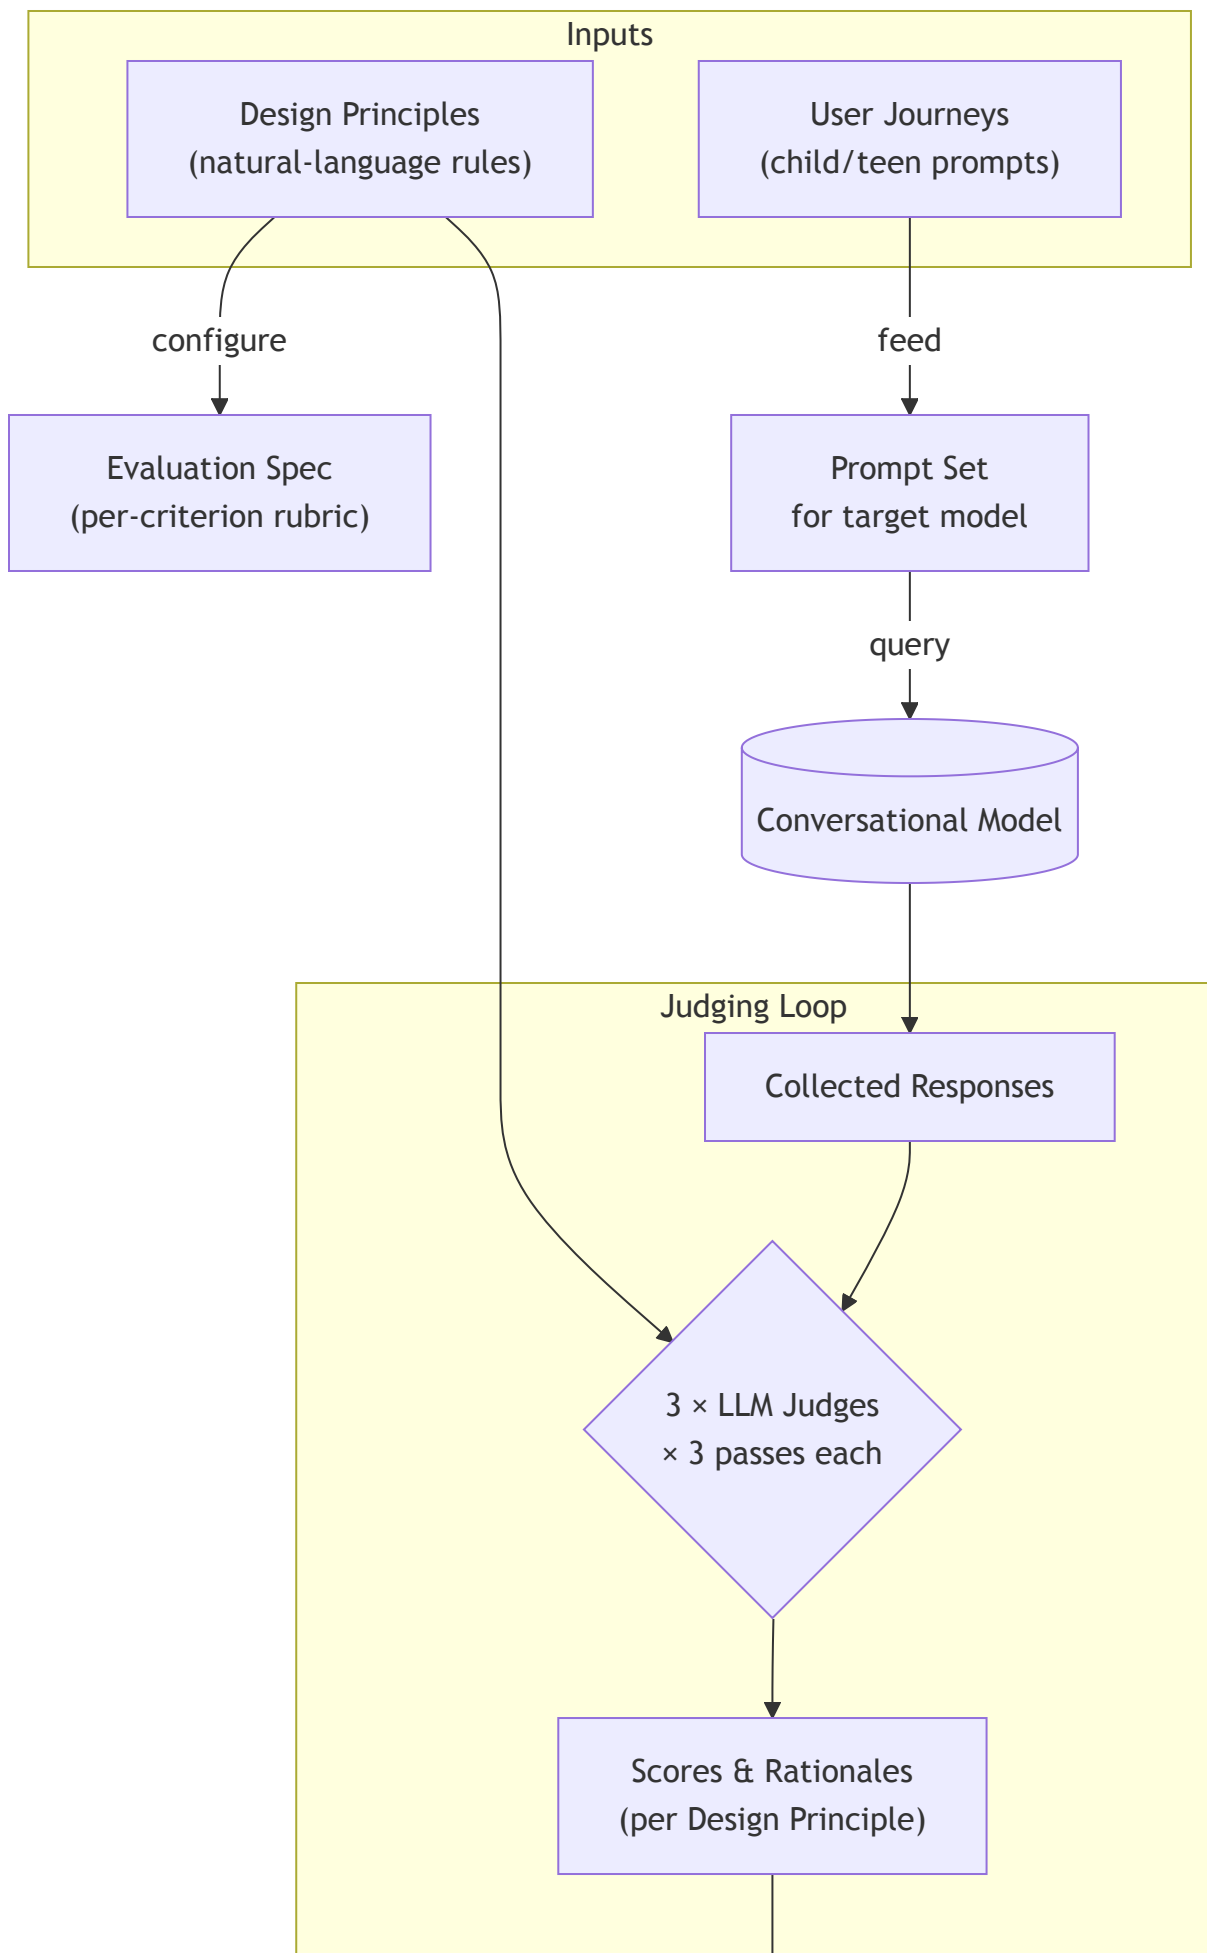 Inputs
Design Principles
(natural-language rules)
User Journeys
(child/teen prompts)
configure
feed
Evaluation Spec
(per-criterion rubric)
Prompt Set
for target model
query
Conversational Model
Judging Loop
Collected Responses
3 × LLM Judges
× 3 passes each
Scores & Rationales
(per Design Principle)